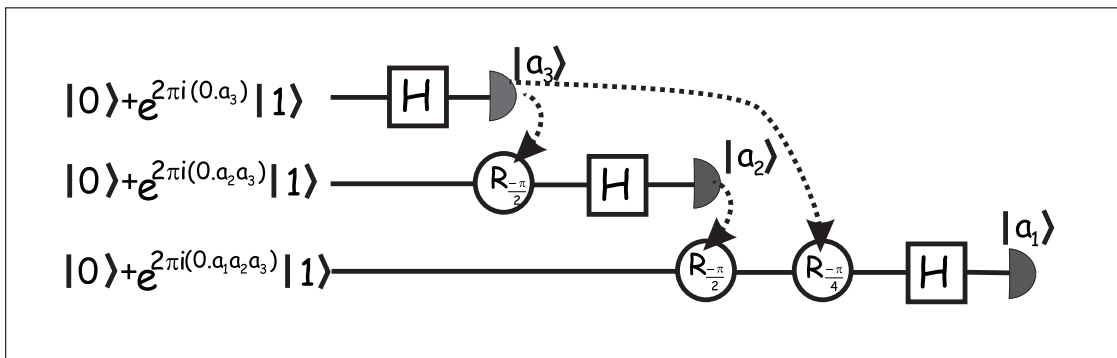 |0⟩+e^{2πi(0.a₃)}|1⟩ H |a₃⟩
|0⟩+e^{2πi(0.a₂a₃)}|1⟩ R_{-π/2} H |a₂⟩
|0⟩+e^{2πi(0.a₁a₂a₃)}|1⟩ R_{-π/2} R_{-π/4} H |a₁⟩